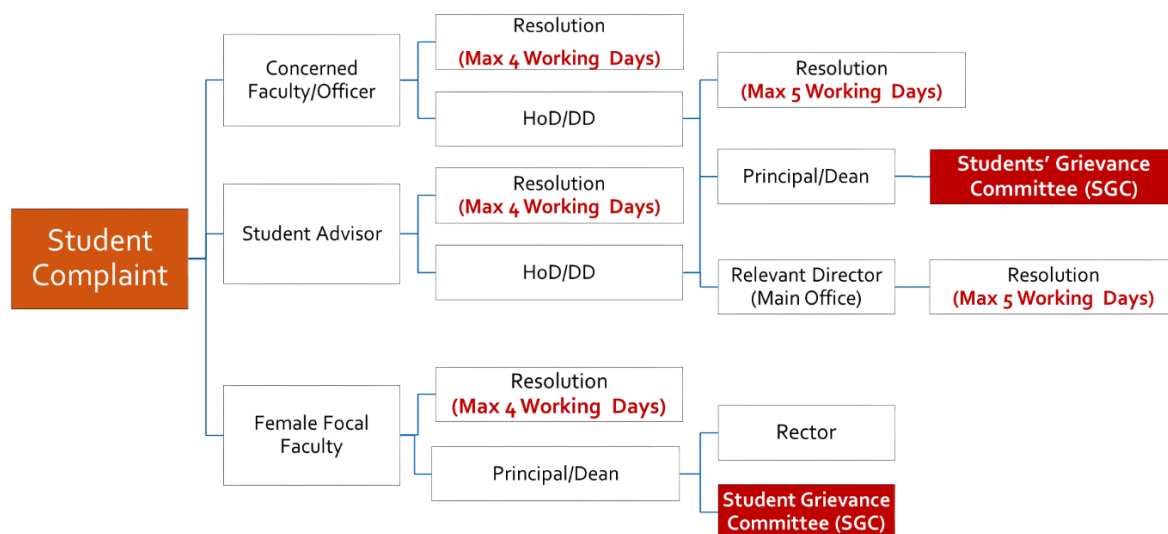 Student
Complaint
Concerned
Faculty/Officer
Resolution
(Max 4 Working Days)
HoD/DD
Resolution
(Max 5 Working Days)
Principal/Dean
Students' Grievance
Committee (SGC)
Student Advisor
Resolution
(Max 4 Working Days)
HoD/DD
Relevant Director
(Main Office)
Resolution
(Max 5 Working Days)
Female Focal
Faculty
Resolution
(Max 4 Working Days)
Principal/Dean
Rector
Student Grievance
Committee (SGC)